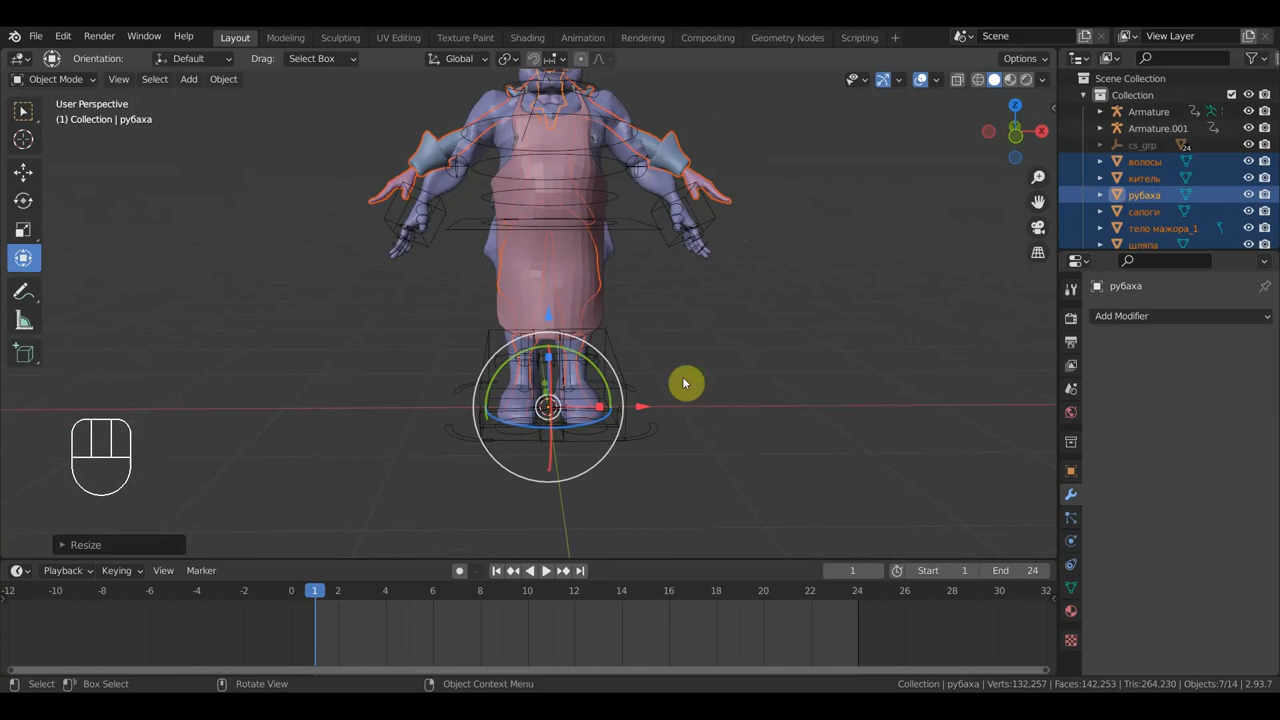 File Edit Render Window Help Layout Modeling Sculpting UV Editing Texture Paint Shading Animation Rendering Compositing Geometry Nodes Scripting + Scene View Layer
Orientation: Default Drag: Select Box Global Options
Object Mode View Select Add Object
User Perspective
(1) Collection | рубаха
Z
X
Scene Collection
Collection
Armature
Armature.001
cs_grp 24
волосы
китель
рубаха
сапоги
тело мажора_1
шляпа
рубаха
Add Modifier
Resize
Playback Keying View Marker 1 Start 1 End 24
-12 -10 -8 -6 -4 -2 0 1 2 4 6 8 10 12 14 16 18 20 22 24 26 28 30 32
Select Box Select Rotate View Object Context Menu Collection | рубаха | Verts:132,257 | Faces:142,253 | Tris:264,230 | Objects:7/14 | 2.93.7